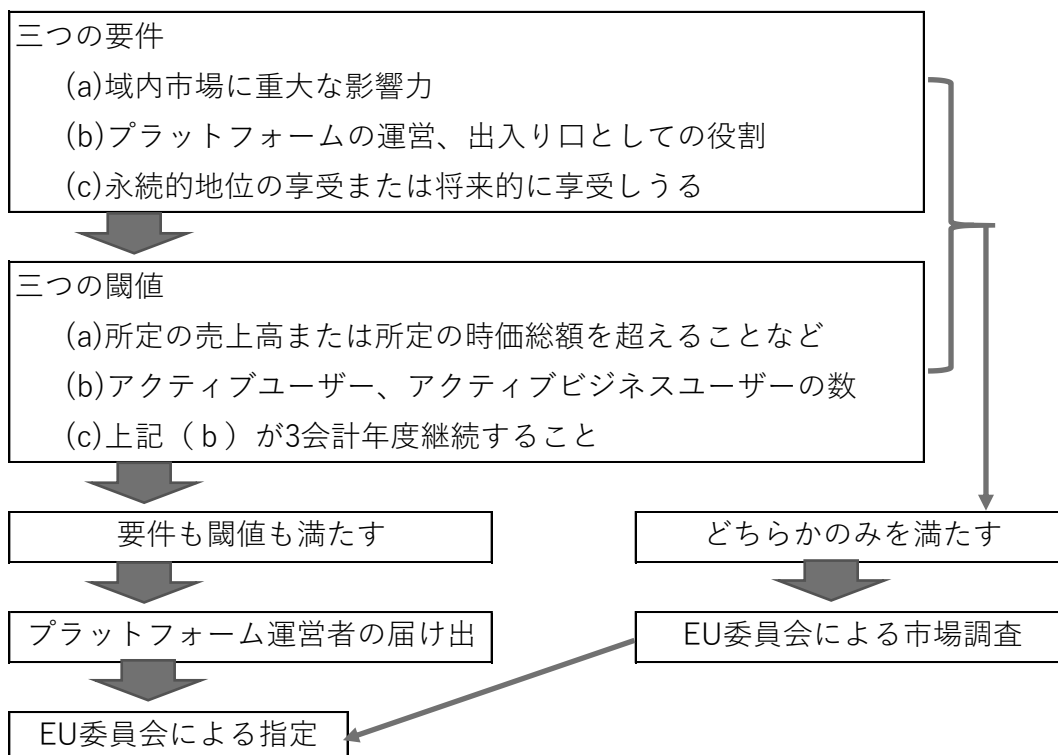 三つの要件
(a)域内市場に重大な影響力
(b)プラットフォームの運営、出入り口としての役割
(c)永続的地位の享受または将来的に享受しうる
三つの閾値
(a)所定の売上高または所定の時価総額を超えることなど
(b)アクティブユーザー、アクティブビジネスユーザーの数
(c)上記（ｂ）が3会計年度継続すること
要件も閾値も満たす
どちらかのみを満たす
プラットフォーム運営者の届け出
EU委員会による市場調査
EU委員会による指定